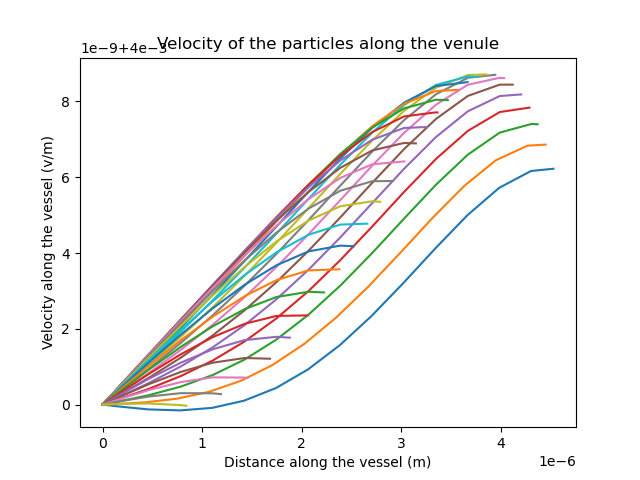 Velocity of the particles along the venule
1e−9+4e−3
8
6
4
2
0
Velocity along the vessel (v/m)
0 1 2 3 4
Distance along the vessel (m)
1e−6